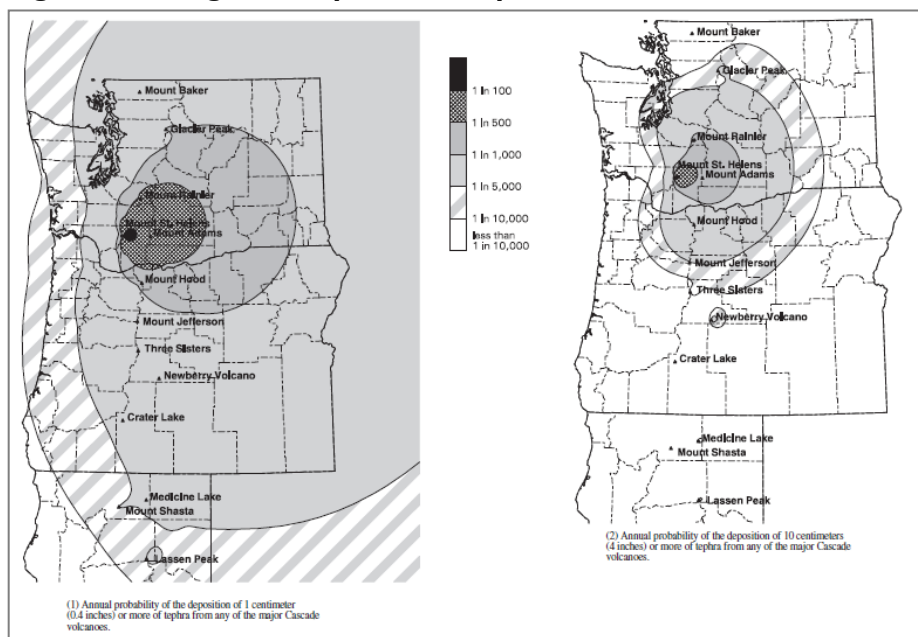 Mount Baker
Glacier Peak
Mount Rainier
Mount St. Helens
Mount Adams
Mount Hood
Mount Jefferson
Three Sisters
Newberry Volcano
Crater Lake
Medicine Lake
Mount Shasta
Lassen Peak
(1) Annual probability of the deposition of 1 centimeter
(0.4 inches) or more of tephra from any of the major Cascade
volcanoes.
1 In 100
1 In 500
1 In 1,000
1 In 5,000
1 In 10,000
less than
1 in 10,000
Mount Baker
Glacier Peak
Mount Rainier
Mount St. Helens
Mount Adams
Mount Hood
Mount Jefferson
Three Sisters
Newberry Volcano
Crater Lake
Medicine Lake
Mount Shasta
Lassen Peak
(2) Annual probability of the deposition of 10 centimeters
(4 inches) or more of tephra from any of the major Cascade
volcanoes.